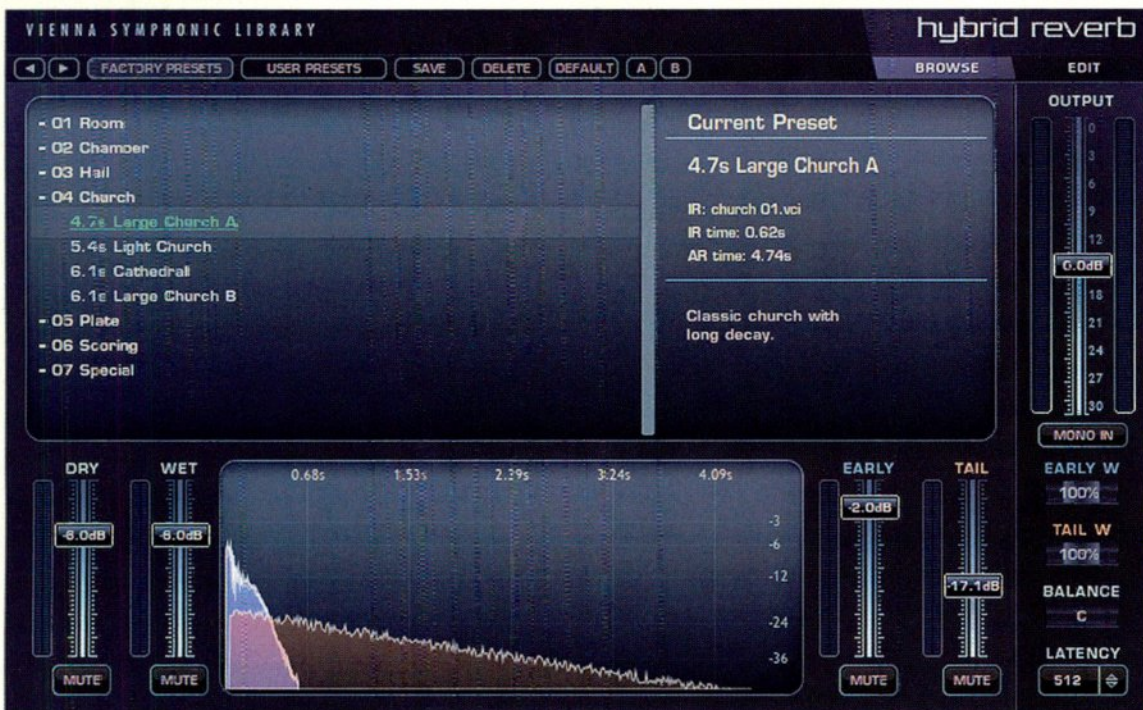 VIENNA SYMPHONIC LIBRARY
hybrid reverb
FACTORY PRESETS USER PRESETS SAVE DELETE DEFAULT A B BROWSE EDIT
- 01 Room
- 02 Chamber
- 03 Hall
- 04 Church
4.7s Large Church A
5.4s Light Church
6.1s Cathedrall
6.1s Large Church B
- 05 Plate
- 06 Scoring
- 07 Special
Current Preset
4.7s Large Church A
IR: church 01.vci
IR time: 0.62s
AR time: 4.74s
Classic church with
long decay.
OUTPUT
0
3
6
9
12
0.0dB
18
21
24
27
30
MONO IN
DRY
-6.0dB
MUTE
WET
-6.0dB
MUTE
0.68s 1.53s 2.39s 3:24s 4.09s
-3
-6
-12
-24
-36
EARLY
-2.0dB
MUTE
TAIL
-17.1dB
MUTE
EARLY W
100%
TAIL W
100%
BALANCE
C
LATENCY
512